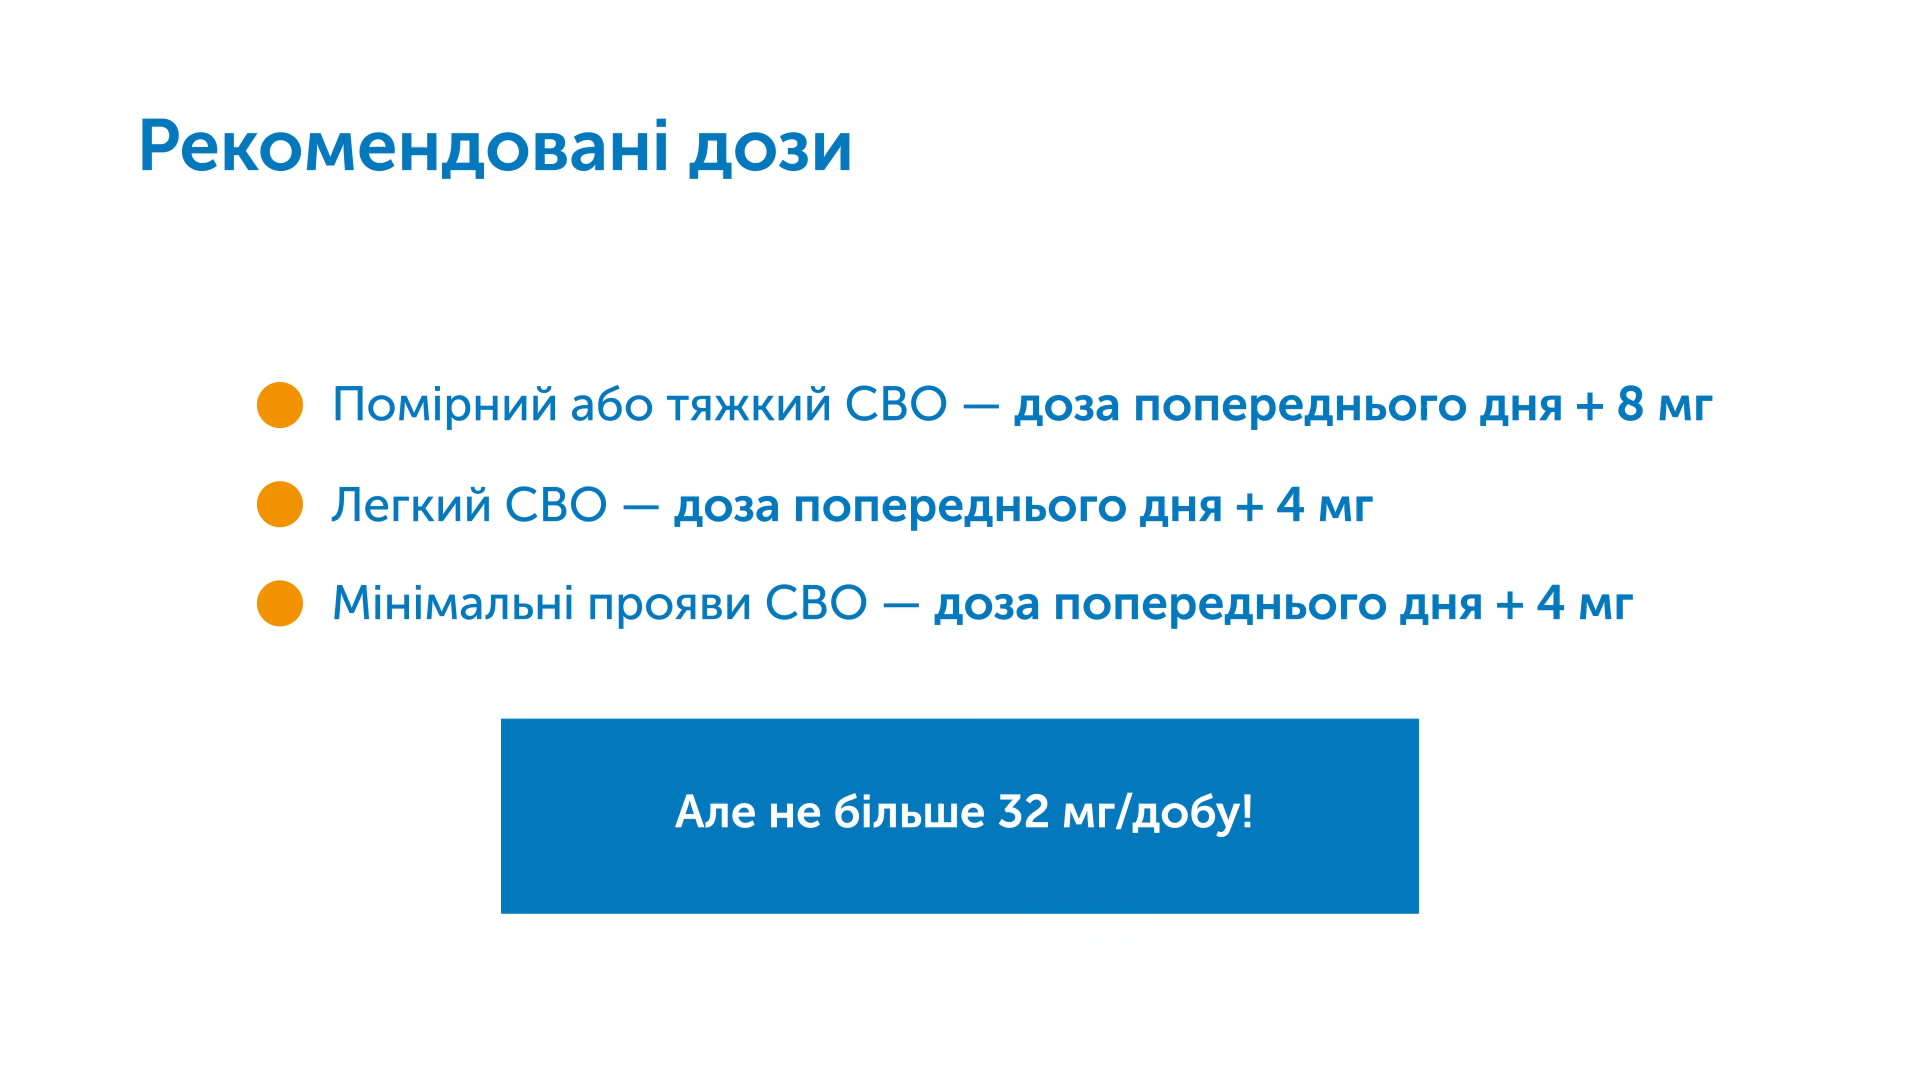 Рекомендовані дози
Помірний або тяжкий СВО — доза попереднього дня + 8 мг
Легкий СВО — доза попереднього дня + 4 мг
Мінімальні прояви СВО — доза попереднього дня + 4 мг
Але не більше 32 мг/добу!